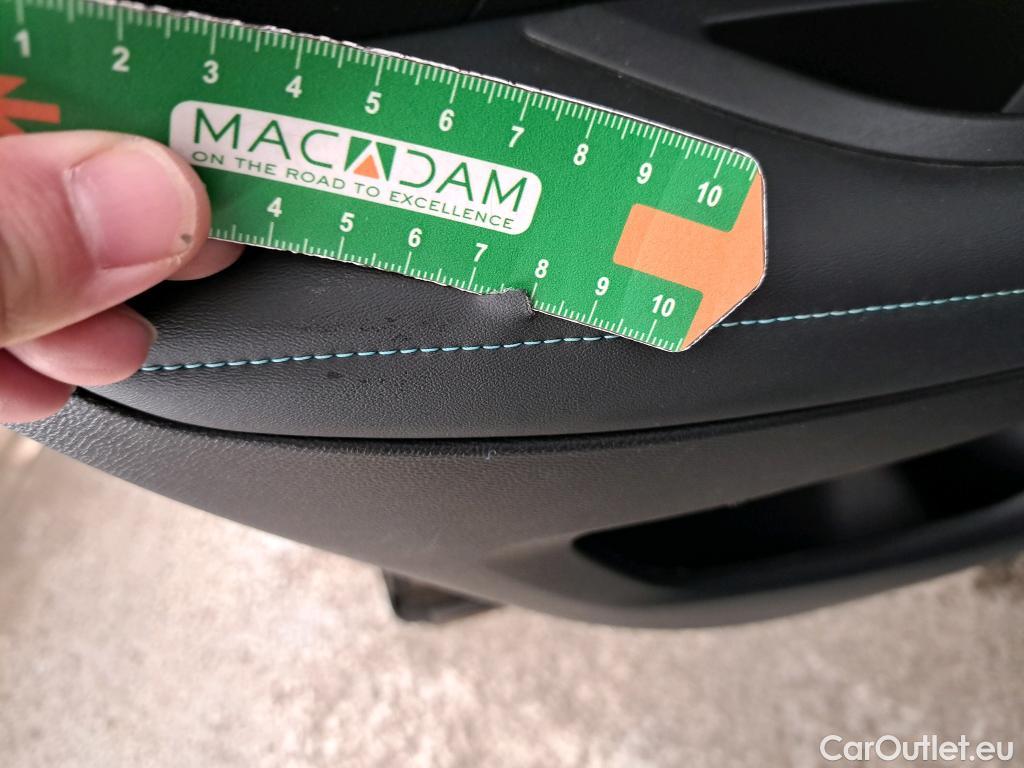 1 2 3 4 5 6 7 8 9 10
MACADAM
ON THE ROAD TO EXCELLENCE
4 5 6 7 8 9 10
CarOutlet.eu